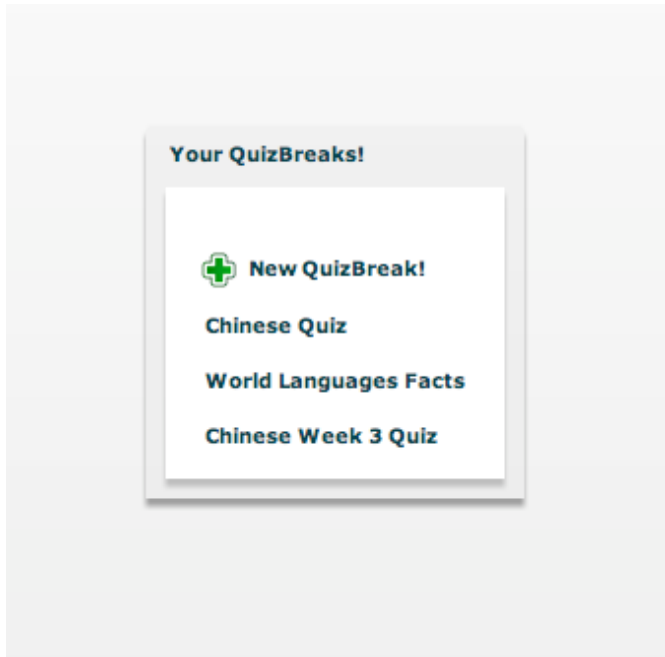 Your QuizBreaks!
New QuizBreak!
Chinese Quiz
World Languages Facts
Chinese Week 3 Quiz